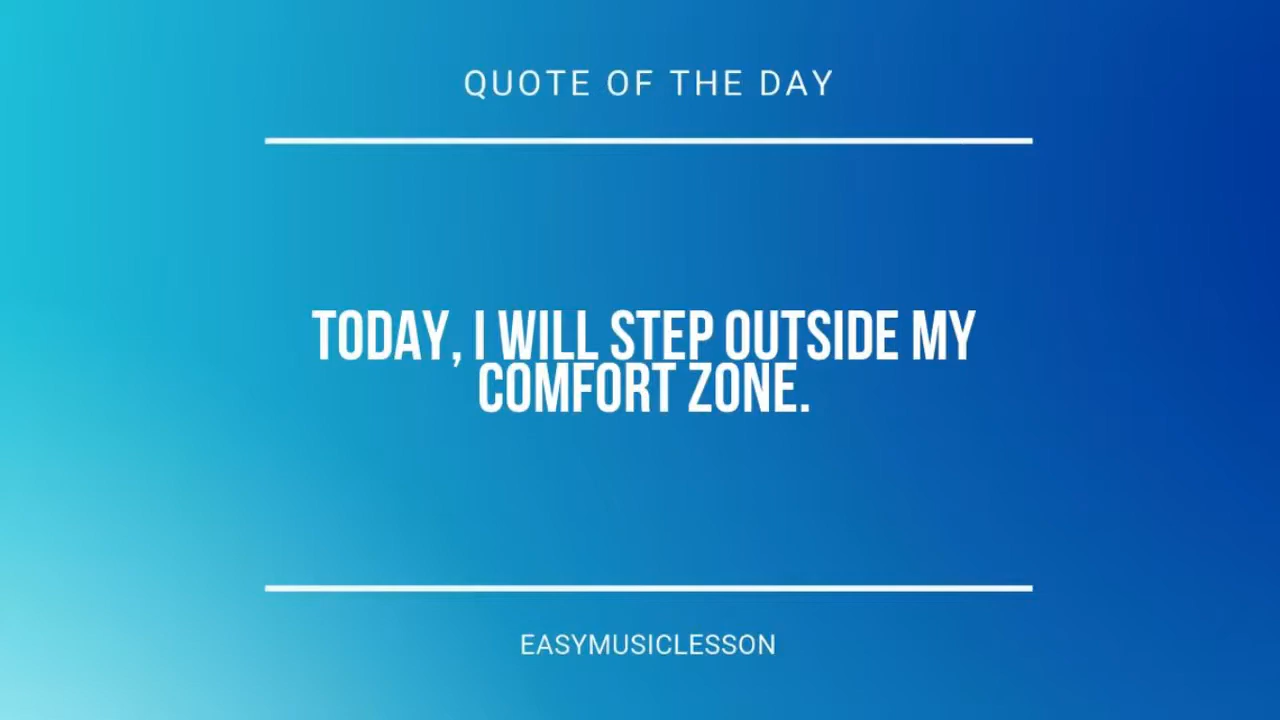 QUOTE OF THE DAY
TODAY, I WILL STEP OUTSIDE MY
COMFORT ZONE.
EASYMUSICLESSON